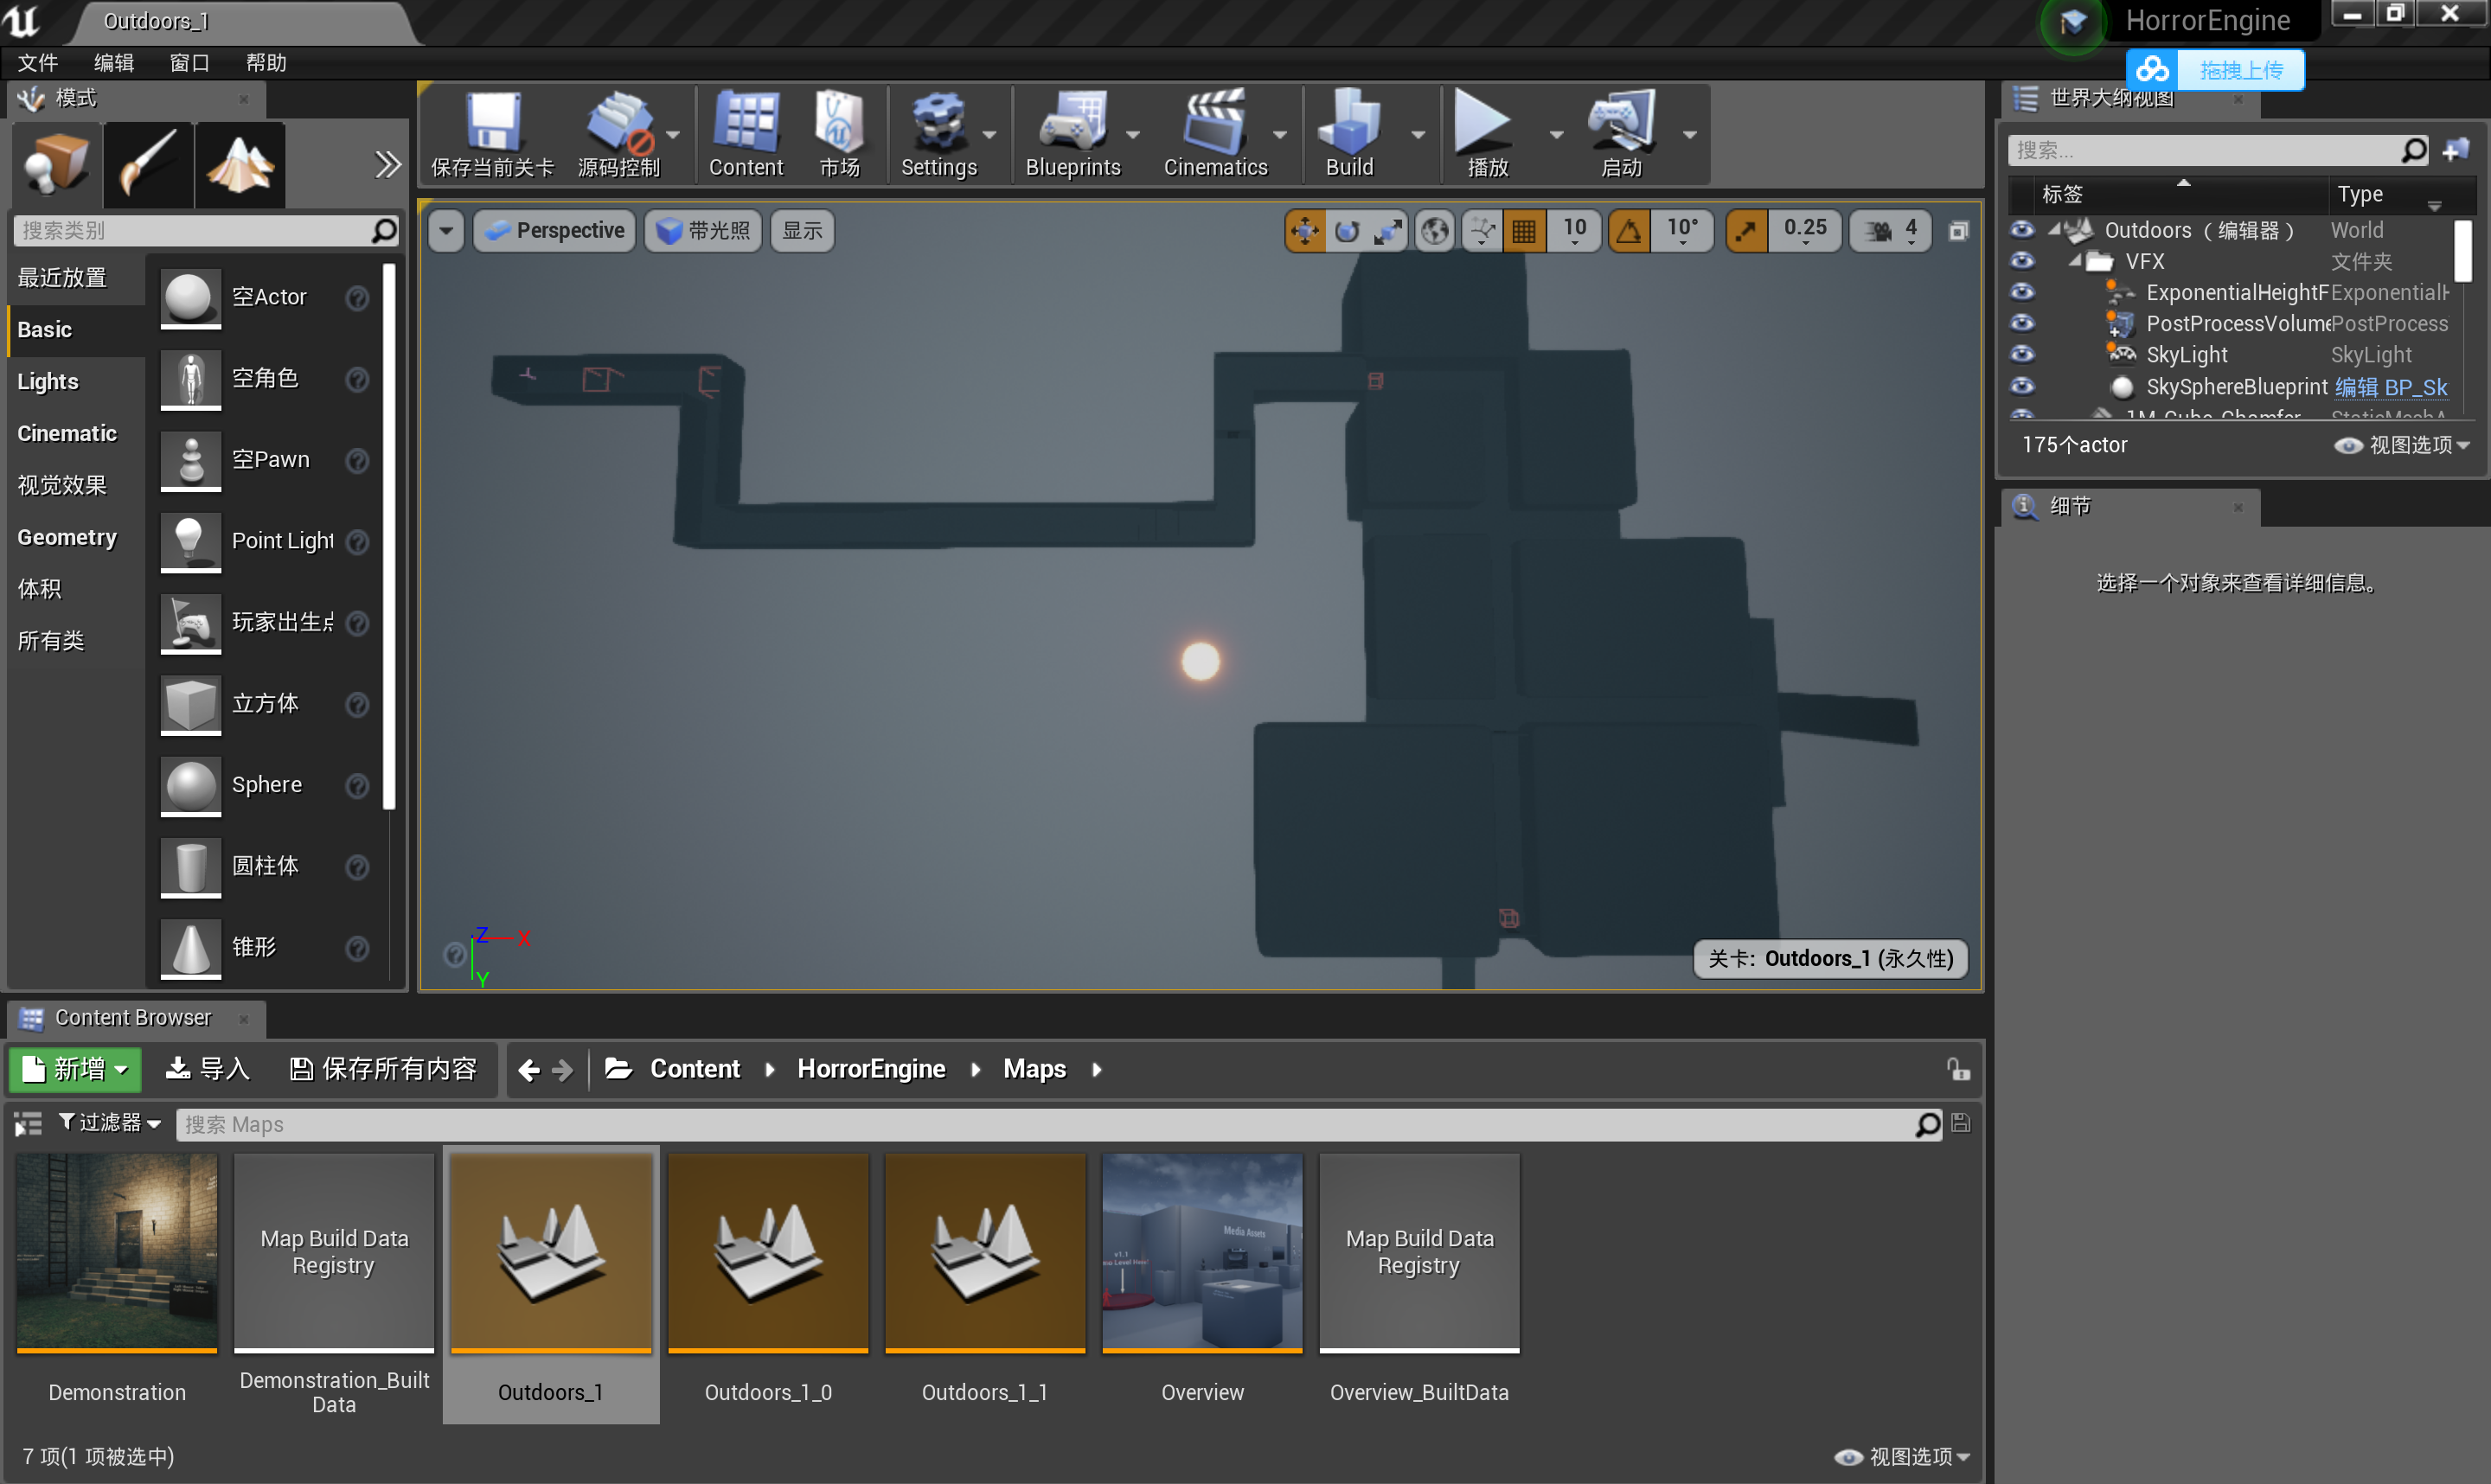 Outdoors_1
HorrorEngine
文件 编辑 窗口 帮助
拖拽上传
模式
世界大纲视图
保存当前关卡 源码控制 Content 市场 Settings Blueprints Cinematics Build 播放 启动
搜索类别
搜索...
标签 Type
Perspective 带光照 显示 10 10° 0.25 4
Outdoors （编辑器） World
VFX 文件夹
ExponentialHeightF ExponentialH
PostProcessVolume PostProcess
SkyLight SkyLight
SkySphereBlueprint 编辑 BP_Sk
1M_Cube_Chamfer StaticMeshA
175个actor 视图选项
最近放置
Basic
Lights
Cinematic
视觉效果
Geometry
体积
所有类
空Actor
空角色
空Pawn
Point Light
玩家出生点
立方体
Sphere
圆柱体
锥形
细节
选择一个对象来查看详细信息。
Z X
Y
关卡: Outdoors_1 (永久性)
Content Browser
新增 导入 保存所有内容 Content HorrorEngine Maps
过滤器 搜索 Maps
Map Build Data
Registry
Media Assets
v1.1
Map Build Data
Registry
Demonstration
Demonstration_Built
Data
Outdoors_1
Outdoors_1_0
Outdoors_1_1
Overview
Overview_BuiltData
7 项(1 项被选中)
视图选项